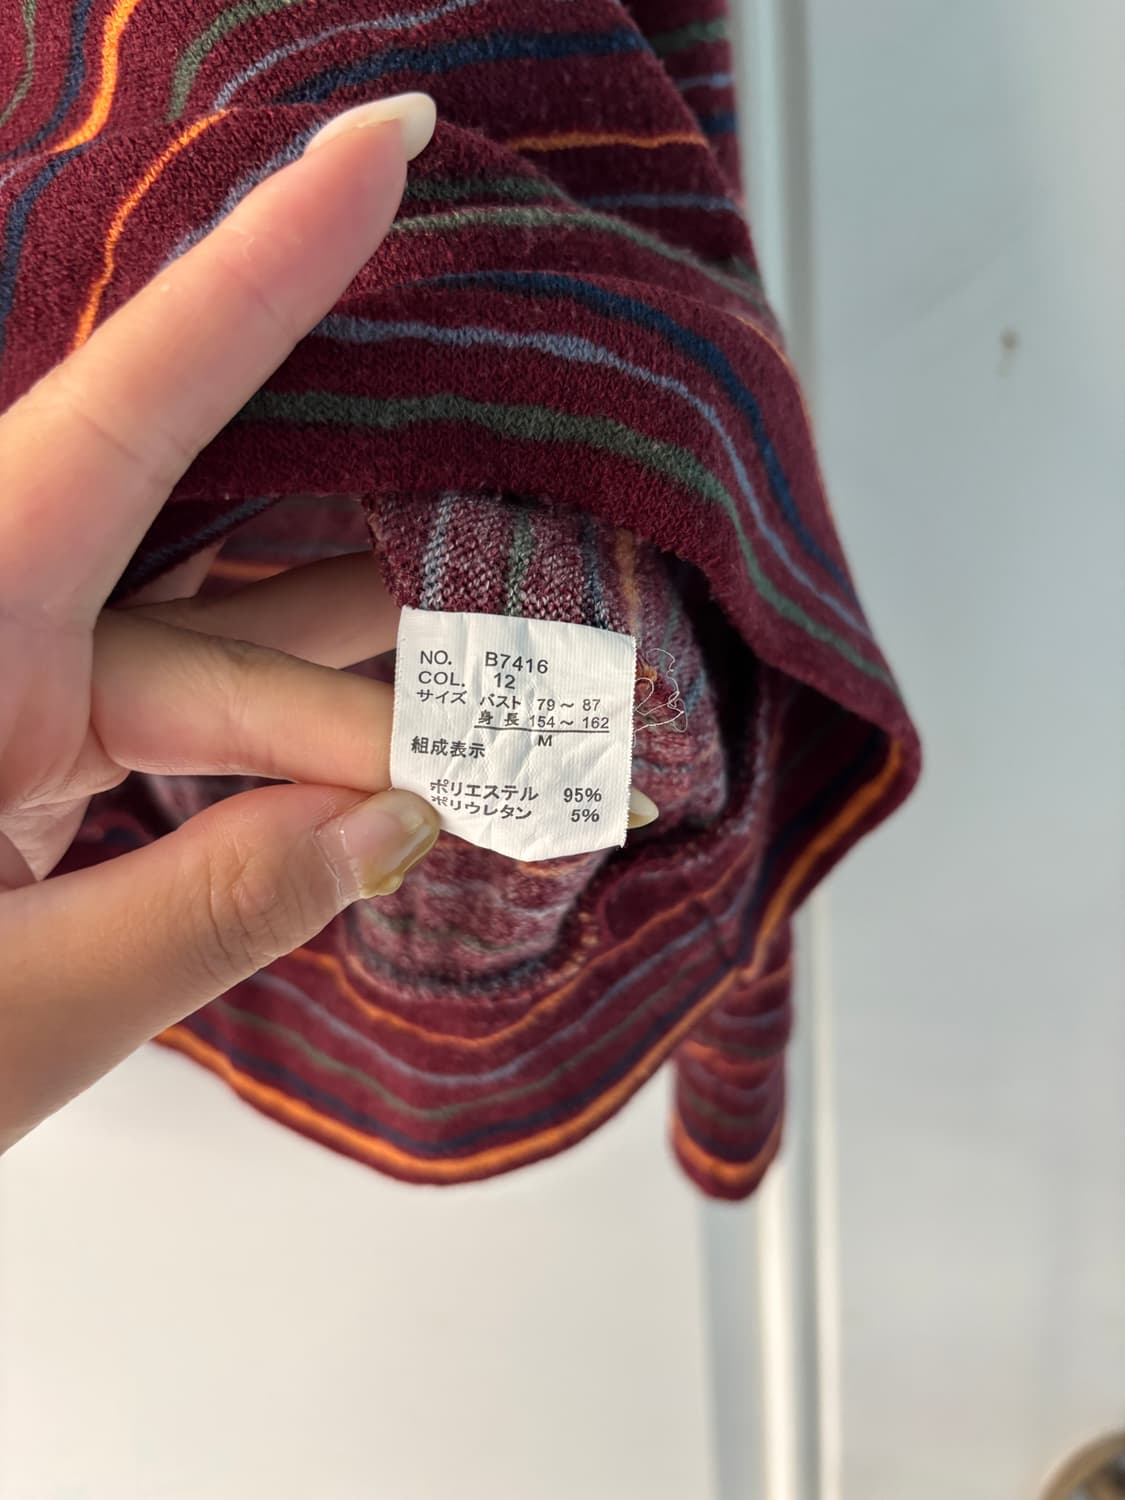 NO. B7416
COL. 12
サイズ バスト 79～ 87
身 長 154～ 162
M
組成表示
ポリエステル 95%
ポリウレタン 5%